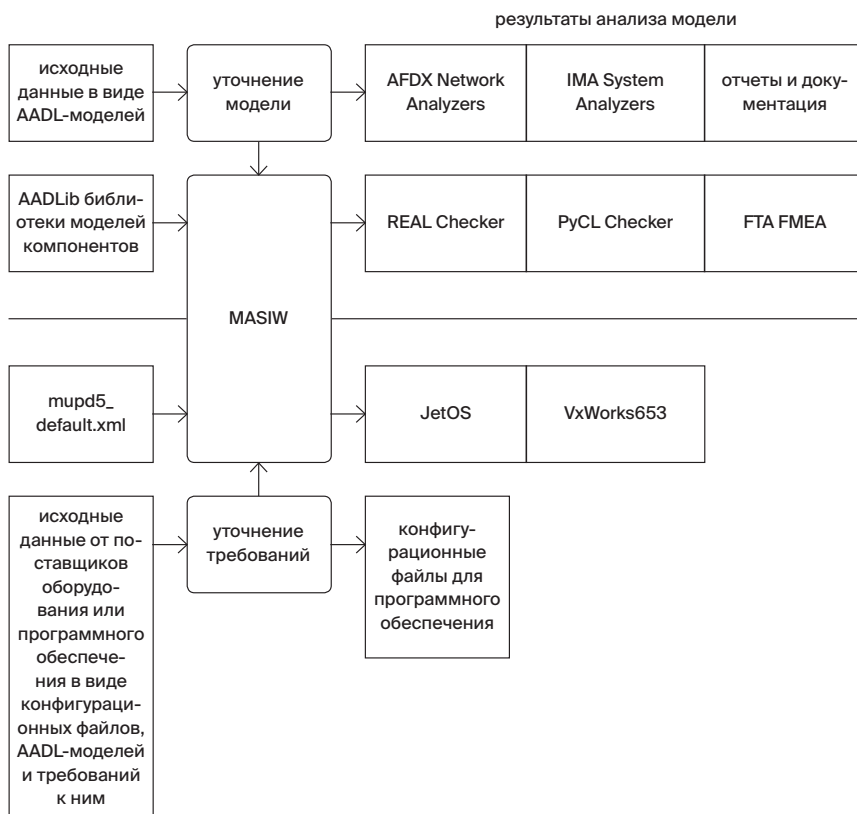 результаты анализа модели
исходные
данные в виде
AADL-моделей
уточнение
модели
AFDX Network
Analyzers
IMA System
Analyzers
отчеты и доку-
ментация
AADLib библи-
отеки моделей
компонентов
REAL Checker
PyCL Checker
FTA FMEA
MASIW
mupd5_
default.xml
JetOS
VxWorks653
исходные
данные от по-
ставщиков
оборудо-
вания или
программного
обеспече-
ния в виде
конфигураци-
онных файлов,
AADL-моделей
и требований
к ним
уточнение
требований
конфигу-
рационные
файлы для
программного
обеспечения